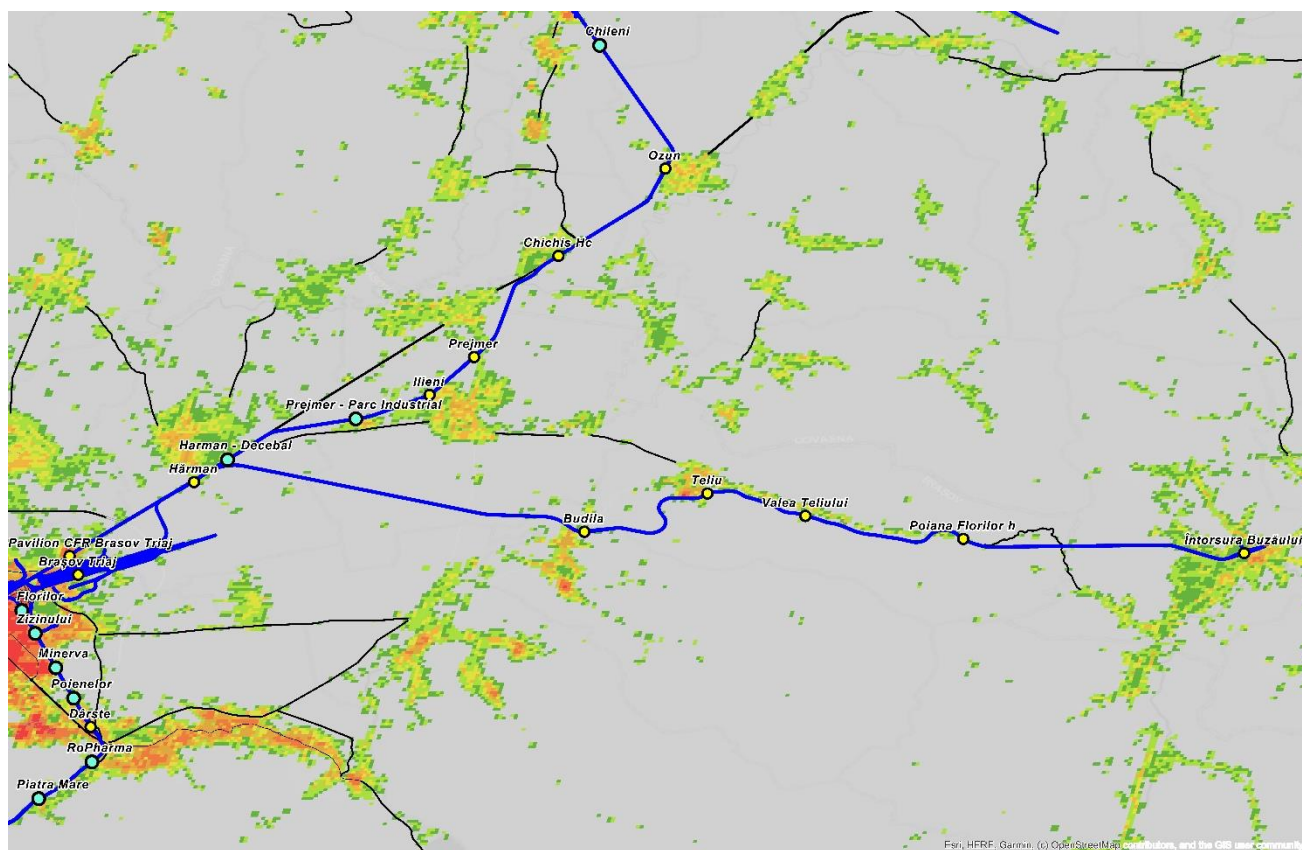 Chileni
Ozun
Chichis Hc
Prejmer
Ilieni
Prejmer - Parc Industrial
Harman - Decebal
Hărman
Teliu
Valea Teliului
Budila
Poiana Florilor h
Întorsura Buzăului
Pavilion CFR Brasov Triaj
Braşov Triaj
Florilor
Zizinului
Minerva
Poienelor
Dârste
RoPharma
Piatra Mare
Esri, HERE, Garmin, (c) OpenStreetMap contributors, and the GIS user community